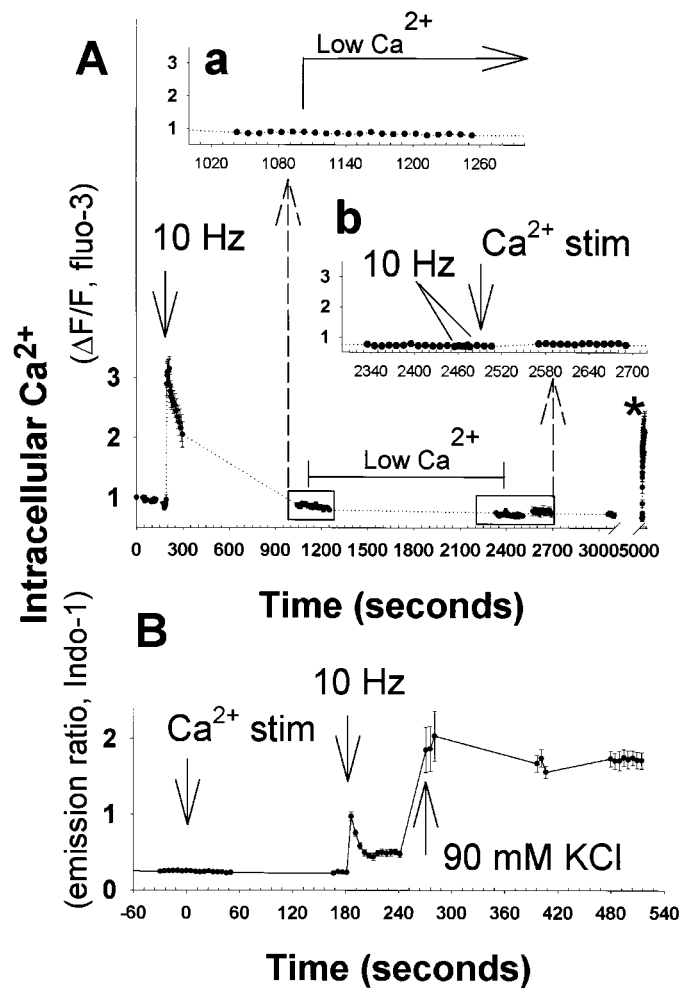 A
a
Low Ca2+
3
2
1
1020 1080 1140 1200 1260
10 Hz
b
Ca2+ stim
10 Hz
3
2
1
2340 2400 2460 2520 2580 2640 2700
Intracellular Ca2+
(ΔF/F, fluo-3)
3
2
1
*
Low Ca2+
0 300 600 900 1200 1500 1800 2100 2400 2700 3000 5000
Time (seconds)
B
(emission ratio, Indo-1)
10 Hz
Ca2+ stim
2
1
0
90 mM KCl
-60 0 60 120 180 240 300 360 420 480 540
Time (seconds)